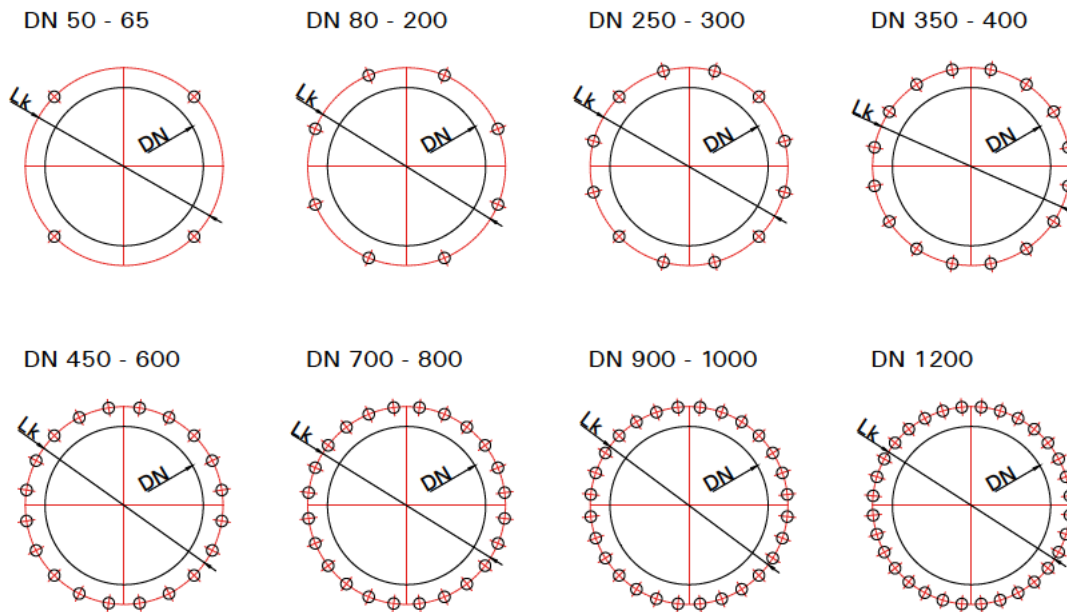 DN 50 - 65
DN 80 - 200
DN 250 - 300
DN 350 - 400
Lk
DN
Lk
DN
Lk
DN
Lk
DN
DN 450 - 600
DN 700 - 800
DN 900 - 1000
DN 1200
Lk
DN
Lk
DN
Lk
DN
Lk
DN